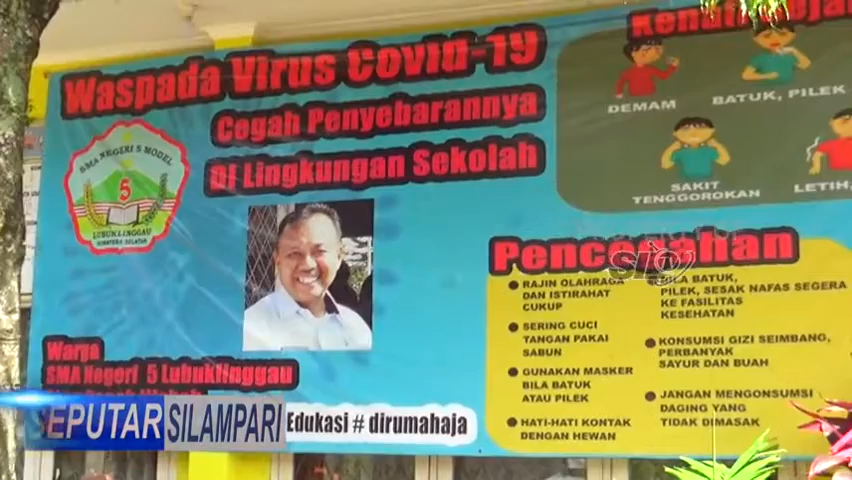 Waspada Virus Covid-19
Cegah Penyebarannya
Di Lingkungan Sekolah
SMA NEGERI 5 MODEL
5
LUBUKLINGGAU
SUMATERA SELATAN
Warga
SMA Negeri 5 Lubuklinggau
DEMAM
BATUK, PILEK
SAKIT
TENGGOROKAN
LETIH,
Pencegahan
RAJIN OLAHRAGA
DAN ISTIRAHAT
CUKUP
SERING CUCI
TANGAN PAKAI
SABUN
GUNAKAN MASKER
BILA BATUK
ATAU PILEK
HATI-HATI KONTAK
DENGAN HEWAN
BILA BATUK,
PILEK, SESAK NAFAS SEGERA
KE FASILITAS
KESEHATAN
KONSUMSI GIZI SEIMBANG,
PERBANYAK
SAYUR DAN BUAH
JANGAN MENGONSUMSI
DAGING YANG
TIDAK DIMASAK
PROPERTY OF
silTV
SEPUTAR SILAMPARI
Edukasi # dirumahaja